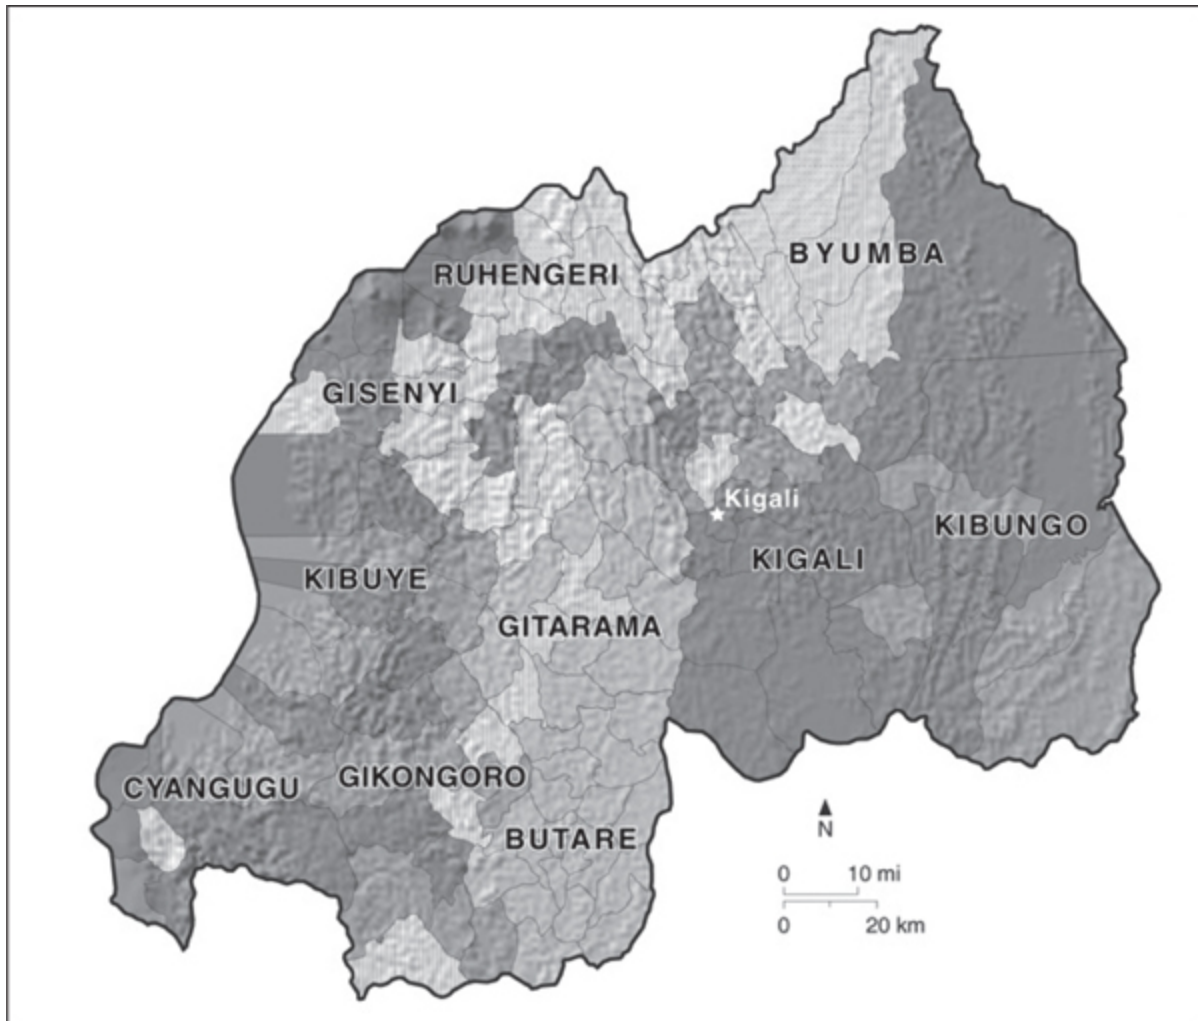 BYUMBA
RUHENGERI
GISENYI
Kigali
KIBUNGO
KIGALI
KIBUYE
GITARAMA
GIKONGORO
CYANGUGU
BUTARE
N
0 10 mi
0 20 km